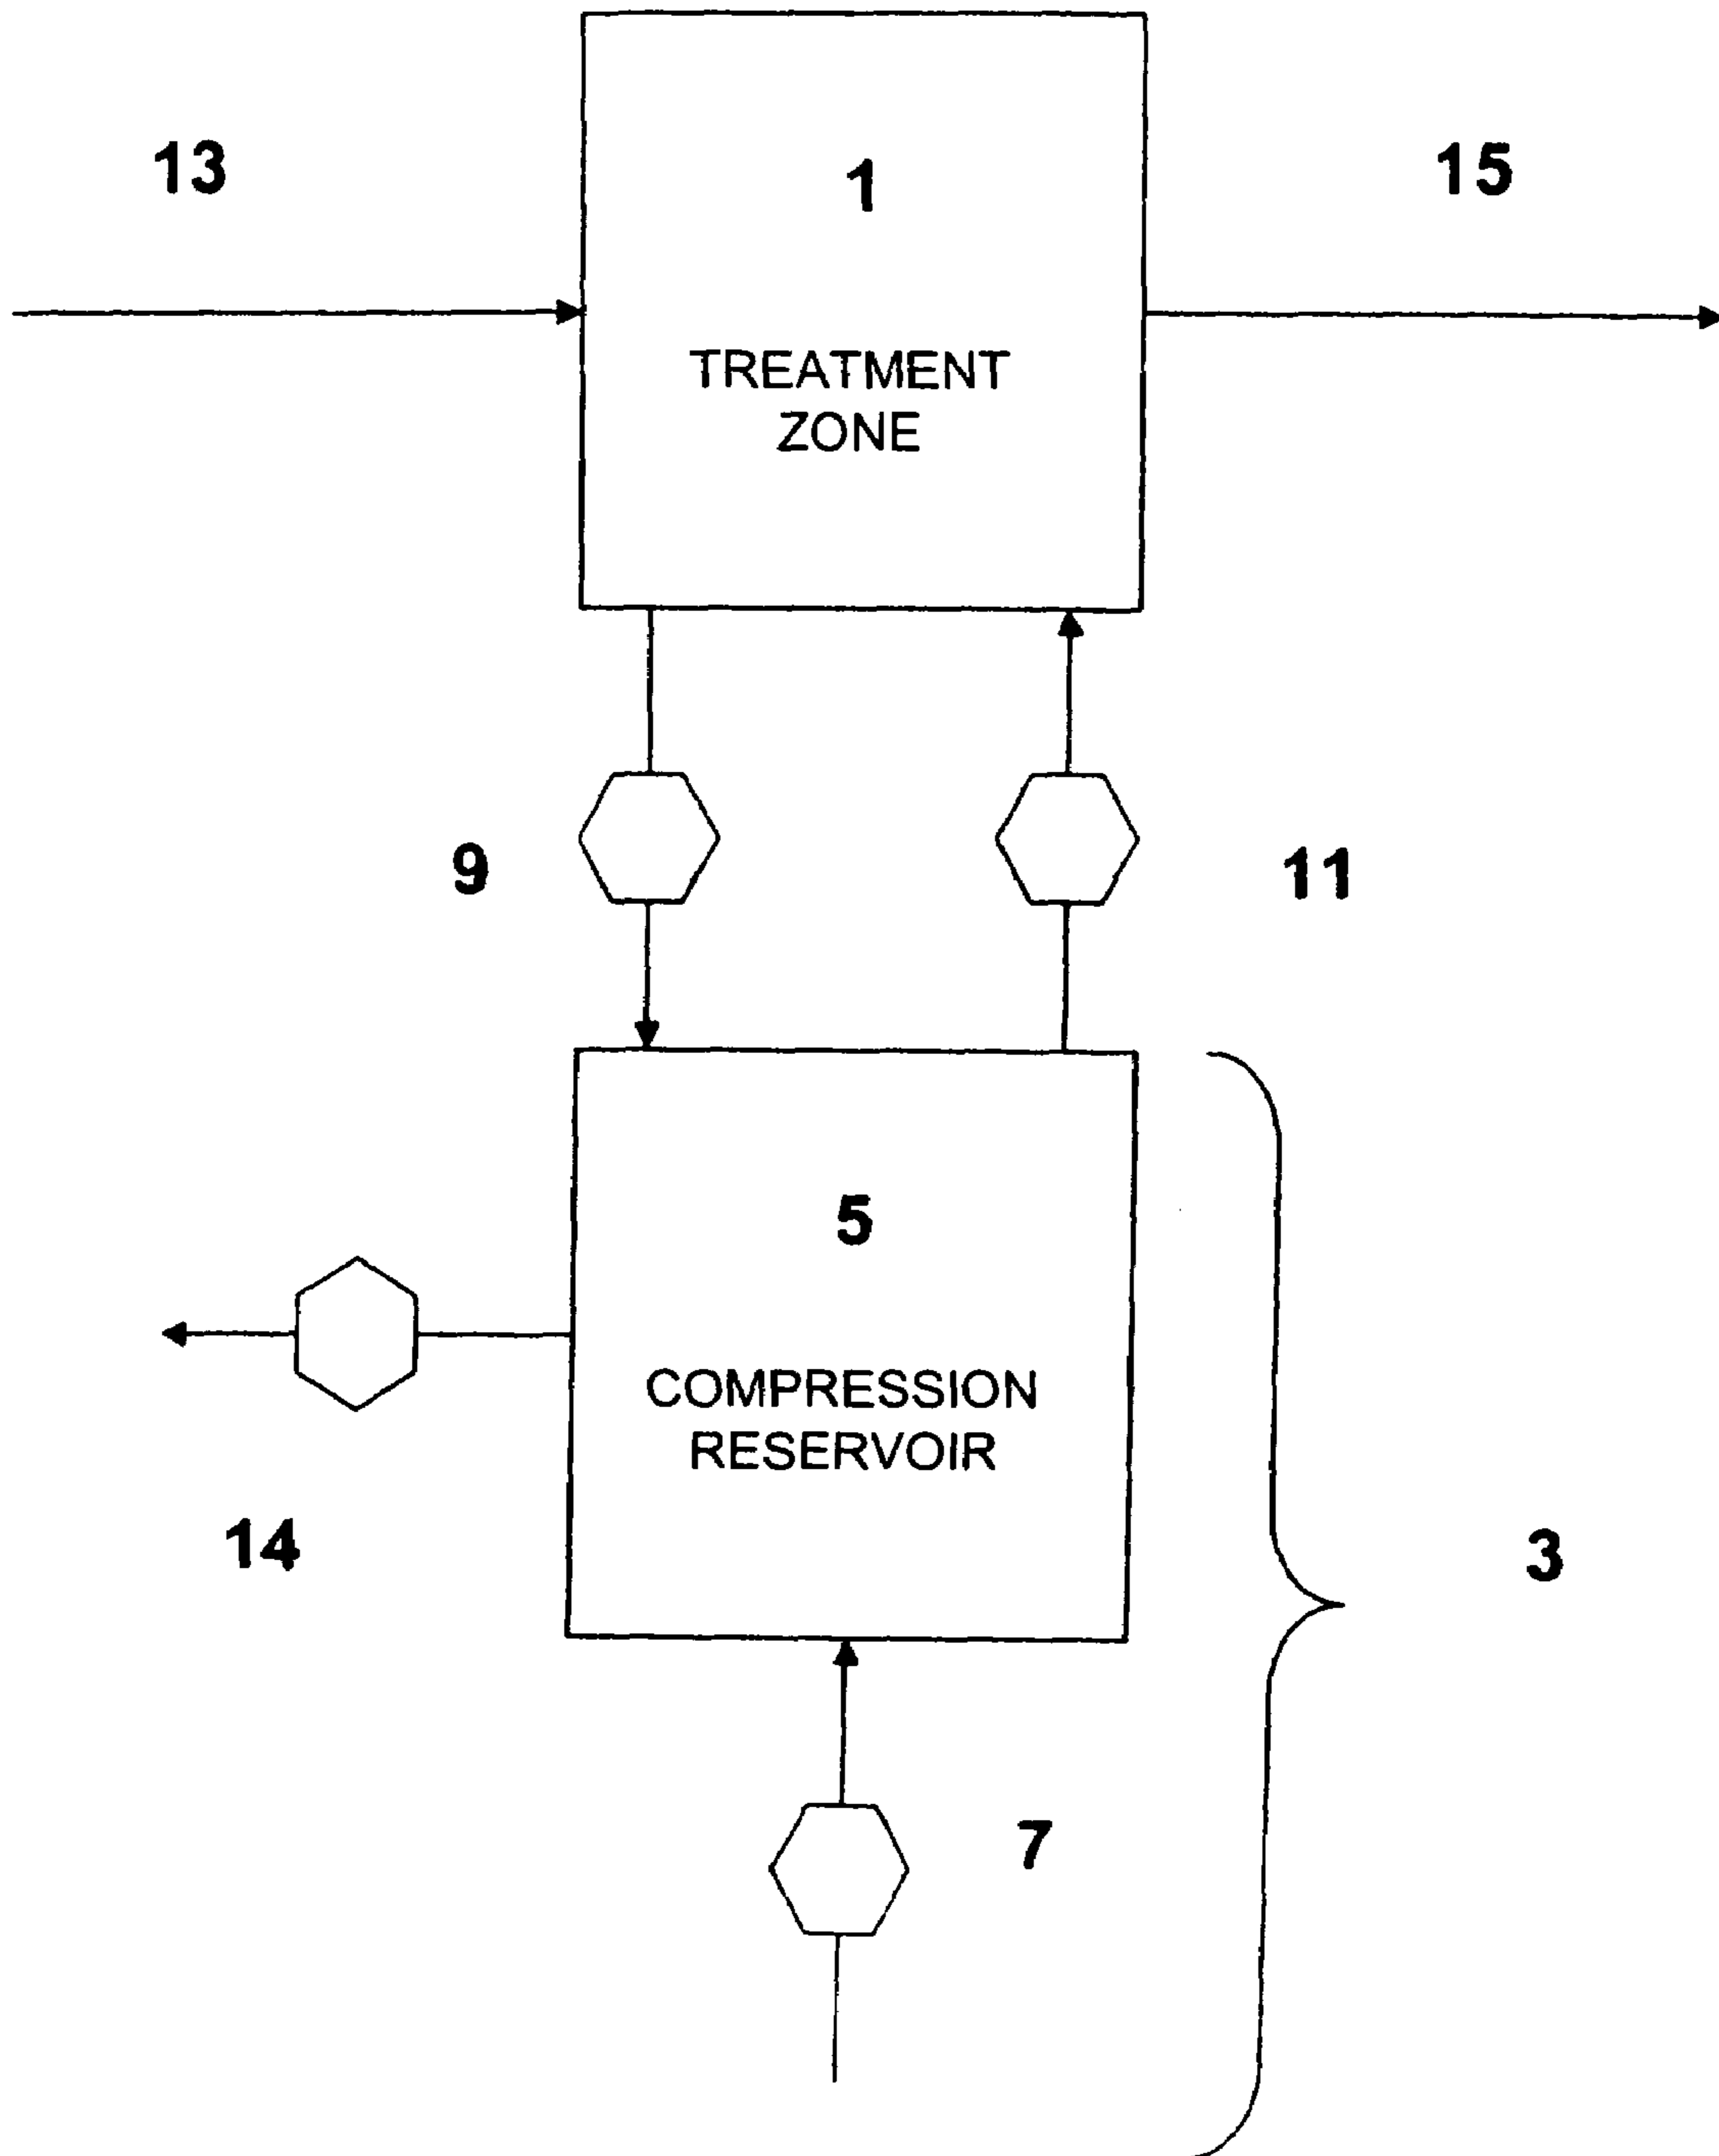 13
1
15
TREATMENT
ZONE
9
11
5
COMPRESSION
RESERVOIR
14
3
7